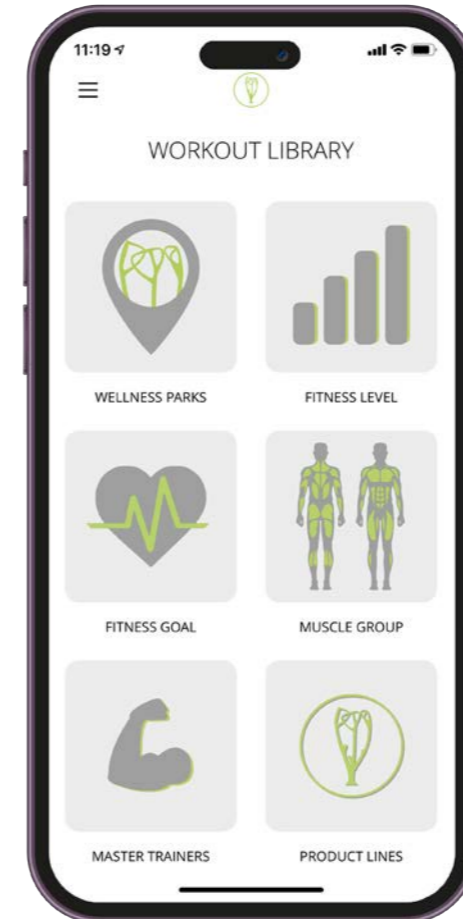 11:19
WORKOUT LIBRARY
WELLNESS PARKS
FITNESS LEVEL
FITNESS GOAL
MUSCLE GROUP
MASTER TRAINERS
PRODUCT LINES